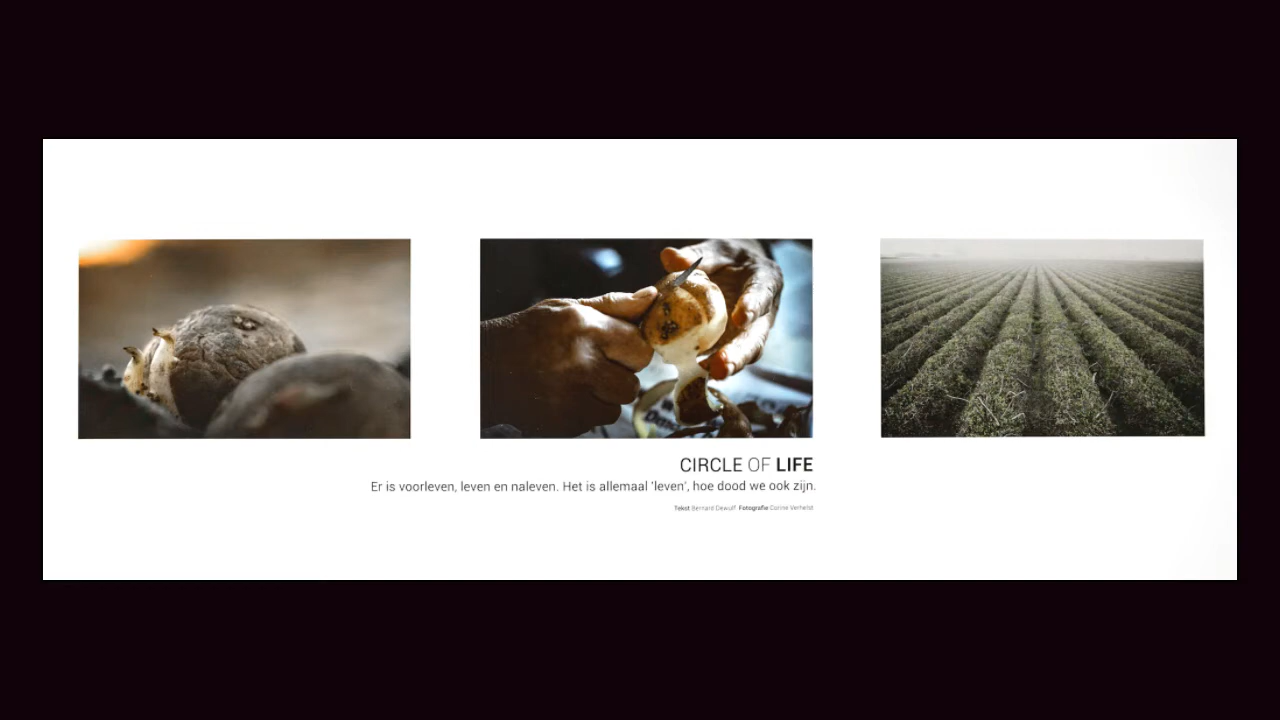 CIRCLE OF LIFE
Er is voorleven, leven en naleven. Het is allemaal 'leven', hoe dood we ook zijn.
Tekst Bernard Dewulf Fotografie Corine Verhelst